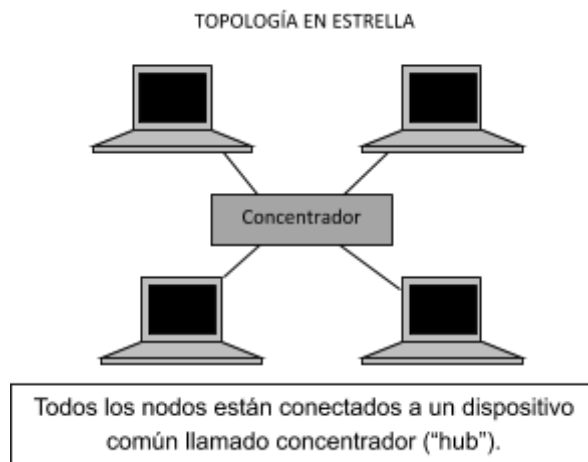 TOPOLOGÍA EN ESTRELLA
Concentrador
Todos los nodos están conectados a un dispositivo
común llamado concentrador (“hub”).